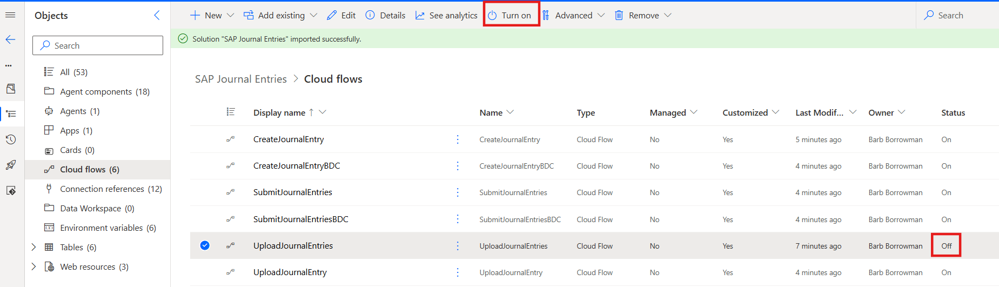 Objects
New
Add existing
Edit
Details
See analytics
Turn on
Advanced
Remove
Search
Solution "SAP Journal Entries" imported successfully.
Search
All (53)
Agent components (18)
Agents (1)
Apps (1)
Cards (0)
Cloud flows (6)
Connection references (12)
Data Workspace (0)
Environment variables (6)
Tables (6)
Web resources (3)
SAP Journal Entries > Cloud flows
Display name ↑ Name Type Managed Customized Last Modif... Owner Status
CreateJournalEntry CreateJournalEntry Cloud Flow No Yes 5 minutes ago Barb Borrowman On
CreateJournalEntryBDC CreateJournalEntryBDC Cloud Flow No Yes 4 minutes ago Barb Borrowman On
SubmitJournalEntries SubmitJournalEntries Cloud Flow No Yes 4 minutes ago Barb Borrowman On
SubmitJournalEntriesBDC SubmitJournalEntriesBDC Cloud Flow No Yes 4 minutes ago Barb Borrowman On
UploadJournalEntries UploadJournalEntries Cloud Flow No Yes 7 minutes ago Barb Borrowman Off
UploadJournalEntry UploadJournalEntry Cloud Flow No Yes 4 minutes ago Barb Borrowman On